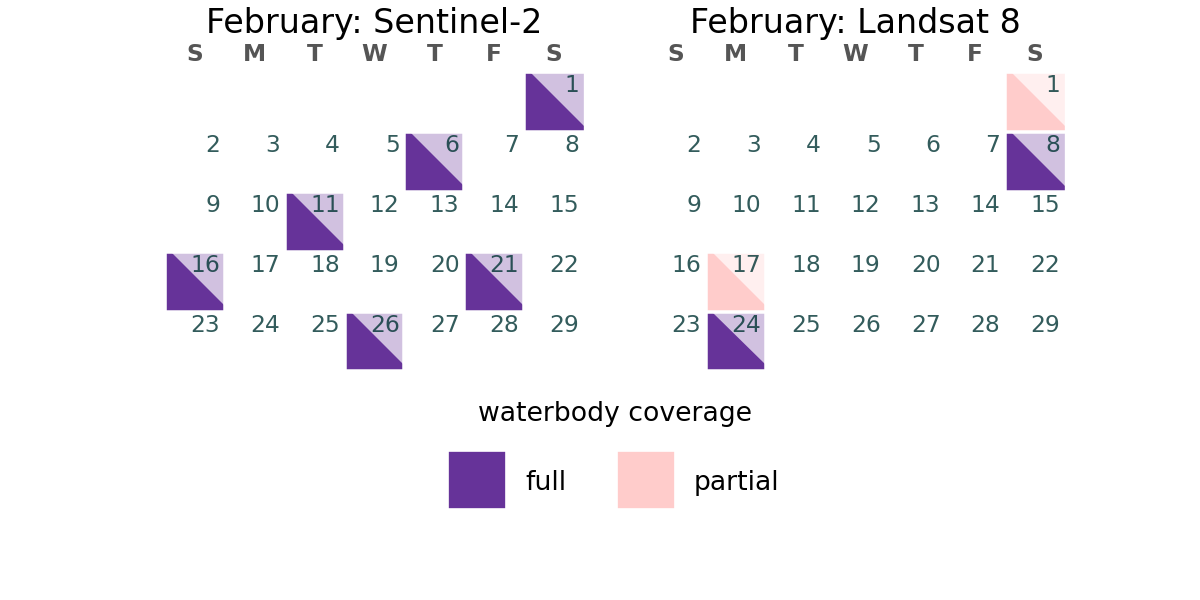 February: Sentinel-2
S M T W T F S
1
2 3 4 5 6 7 8
9 10 11 12 13 14 15
16 17 18 19 20 21 22
23 24 25 26 27 28 29
February: Landsat 8
S M T W T F S
1
2 3 4 5 6 7 8
9 10 11 12 13 14 15
16 17 18 19 20 21 22
23 24 25 26 27 28 29
waterbody coverage
full partial